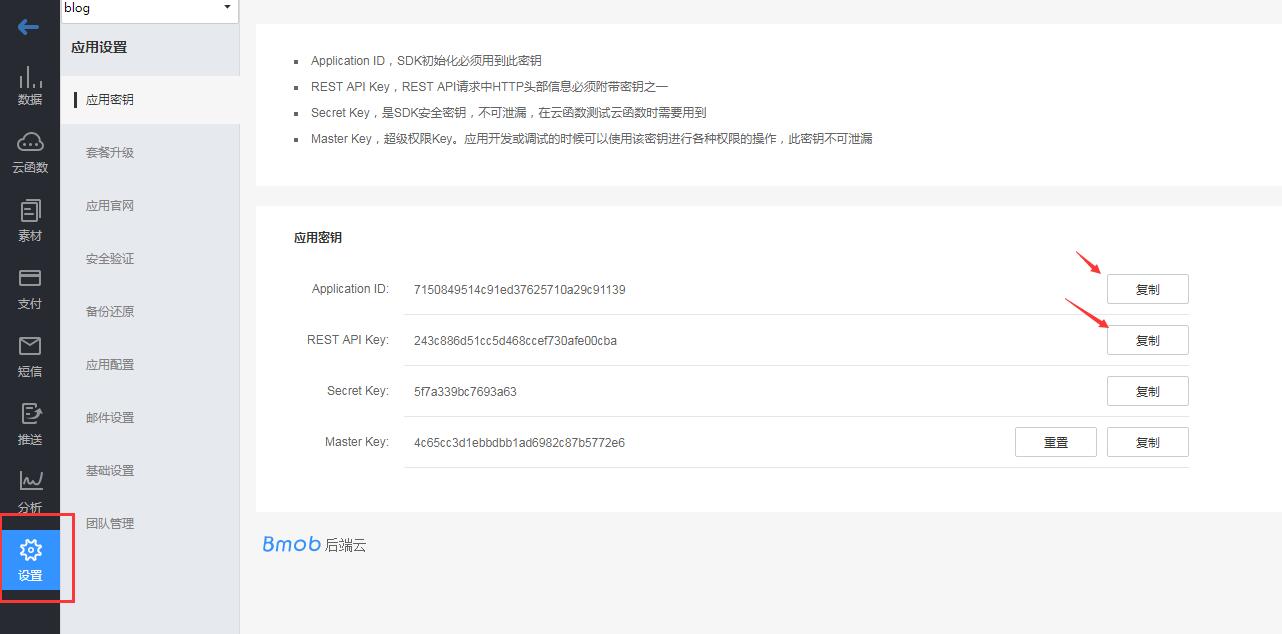 blog
数据
云函数
素材
支付
短信
推送
分析
设置
应用设置
应用密钥
套餐升级
应用官网
安全验证
备份还原
应用配置
邮件设置
基础设置
团队管理
Application ID，SDK初始化必须用到此密钥
REST API Key，REST API请求中HTTP头部信息必须附带密钥之一
Secret Key，是SDK安全密钥，不可泄漏，在云函数测试云函数时需要用到
Master Key，超级权限Key。应用开发或调试的时候可以使用该密钥进行各种权限的操作，此密钥不可泄漏
应用密钥
Application ID: 7150849514c91ed37625710a29c91139 复制
REST API Key: 243c886d51cc5d468ccef730afe00cba 复制
Secret Key: 5f7a339bc7693a63 复制
Master Key: 4c65cc3d1ebbdbb1ad6982c87b5772e6 重置 复制
Bmob 后端云